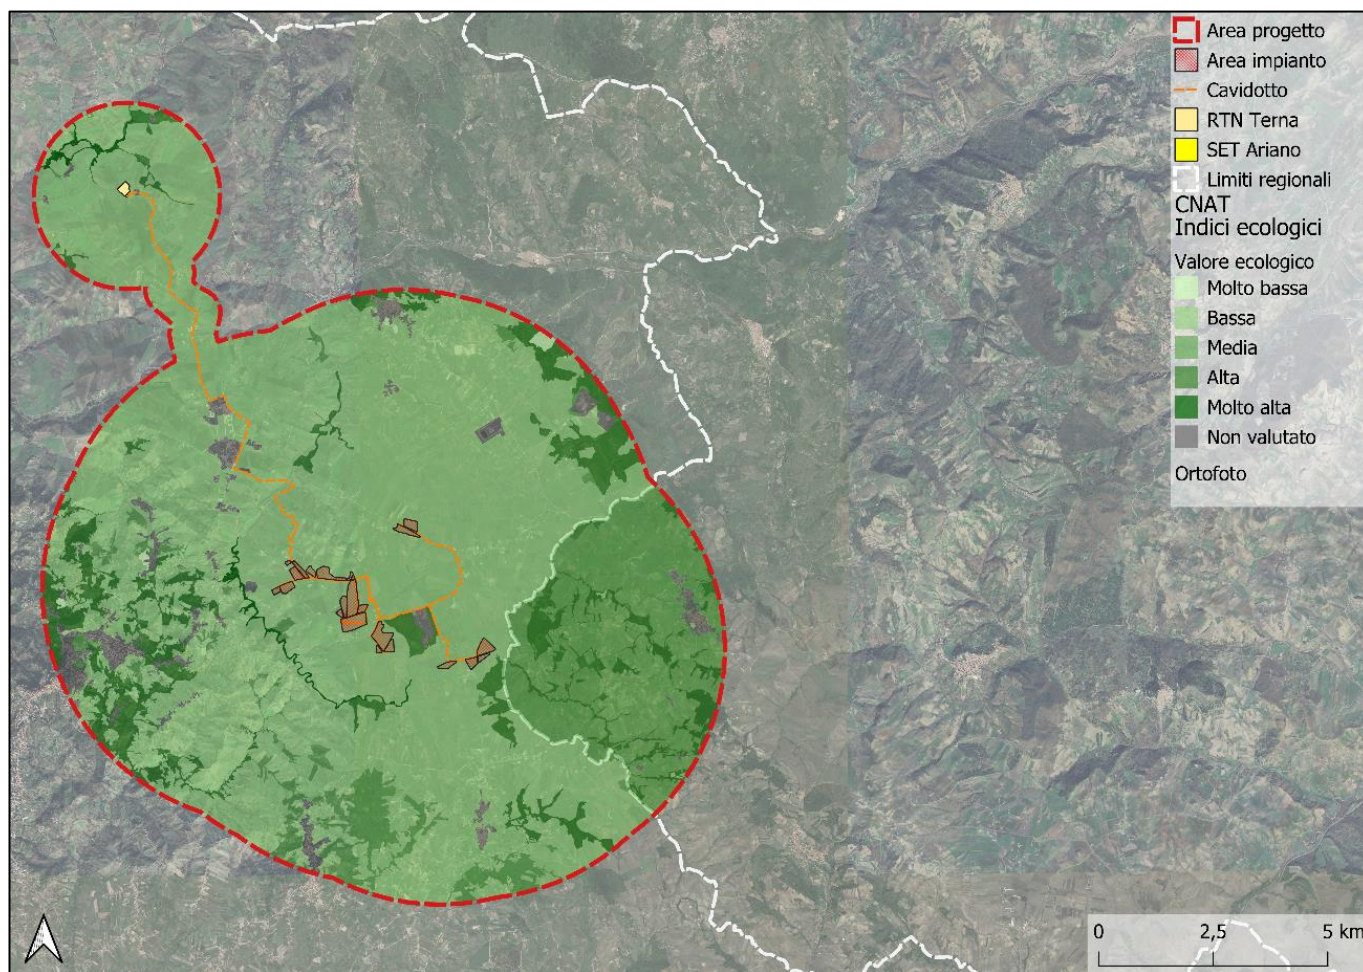 Area progetto
Area impianto
Cavidotto
RTN Terna
SET Ariano
Limiti regionali
CNAT
Indici ecologici
Valore ecologico
Molto bassa
Bassa
Media
Alta
Molto alta
Non valutato
Ortofoto
0 2,5 5 km